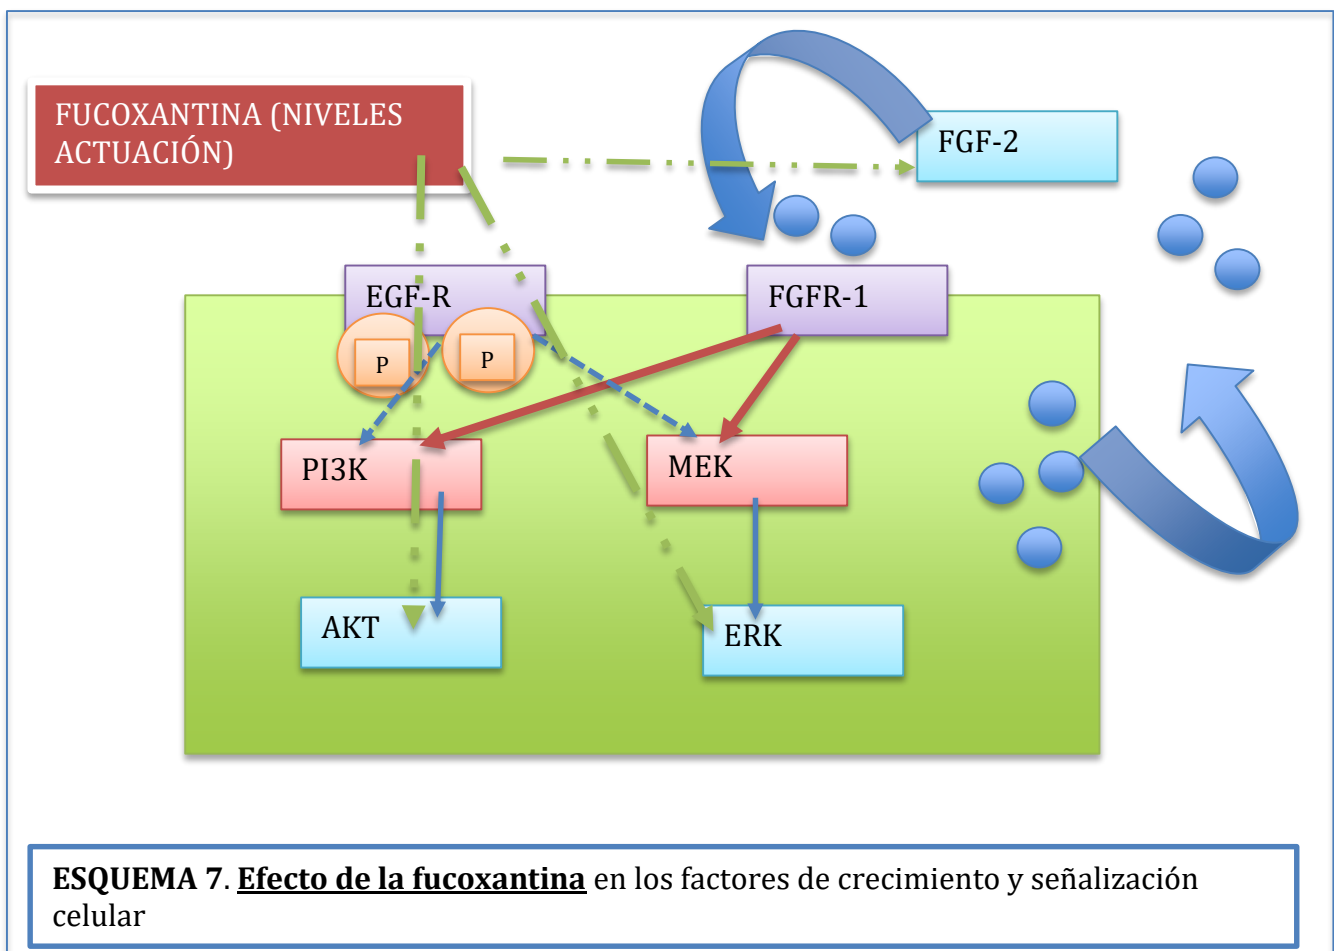 FUCOXANTINA (NIVELES
ACTUACIÓN)
FGF-2
EGF-R
FGFR-1
P
P
PI3K
MEK
AKT
ERK
ESQUEMA 7. Efecto de la fucoxantina en los factores de crecimiento y señalización
celular